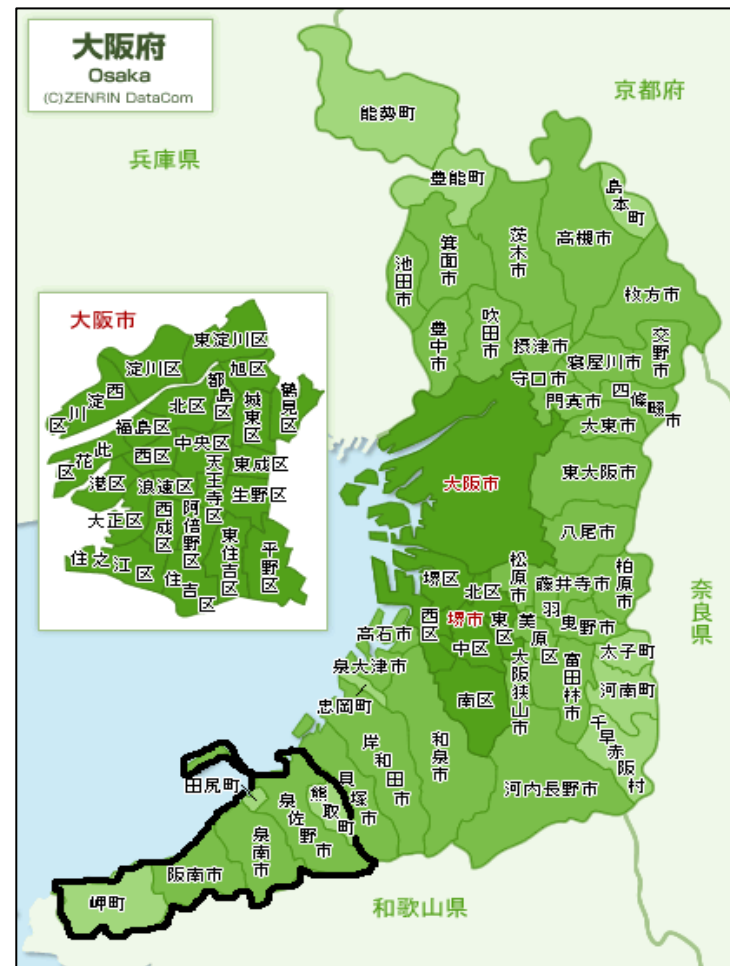 大阪府
Osaka
(C)ZENRIN DataCom
兵庫県
京都府
奈良県
和歌山県
能勢町
豊能町
島本町
高槻市
茨木市
箕面市
池田市
枚方市
豊中市
吹田市
摂津市
交野市
寝屋川市
守口市
門真市
四條畷市
大東市
大阪市
東大阪市
八尾市
松原市
藤井寺市
柏原市
堺区
北区
西区
堺市
東区
美原区
中区
南区
羽曳野市
太子町
河南町
富田林市
大阪狭山市
千早赤阪村
河内長野市
高石市
泉大津市
忠岡町
和泉市
岸和田市
貝塚市
熊取町
泉佐野市
田尻町
泉南市
阪南市
岬町
大阪市
東淀川区
淀川区
旭区
西淀川区
都島区
鶴見区
城東区
北区
福島区
此花区
中央区
西区
天王寺区
東成区
港区
浪速区
生野区
大正区
西成区
阿倍野区
東住吉区
平野区
住之江区
住吉区